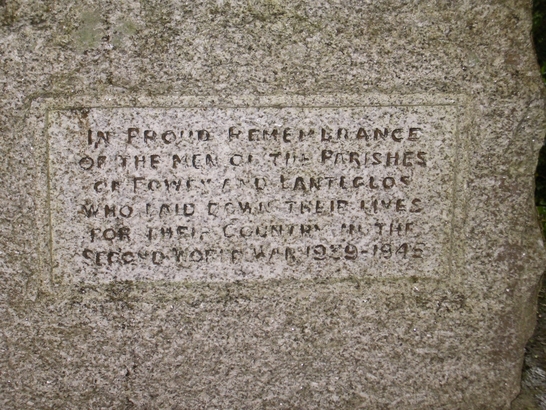 IN PROUD REMEMBRANCE
OF THE MEN OF THE PARISHES
OF FOWEY AND LANTEGLOS
WHO LAID DOWN THEIR LIVES
FOR THEIR COUNTRY IN THE
SECOND WORLD WAR 1939-1945